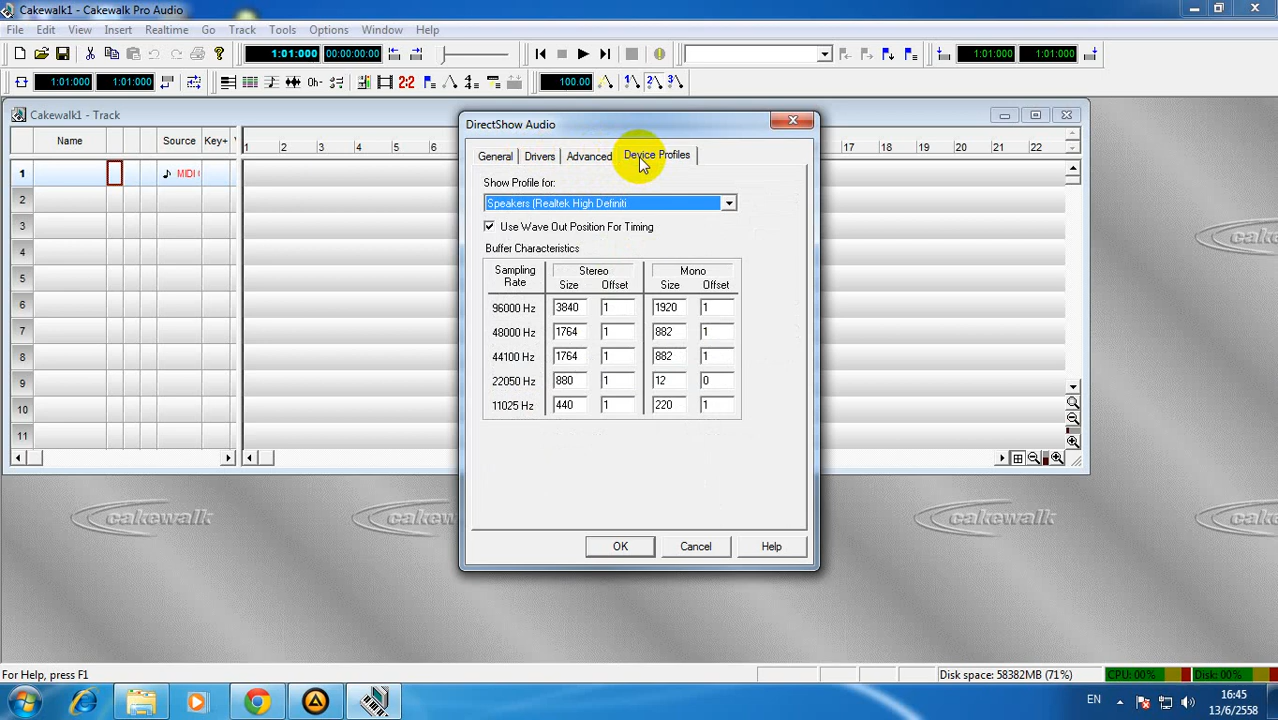 Cakewalk1 - Cakewalk Pro Audio
File Edit View Insert Realtime Go Track Tools Options Window Help
1:01:000 00:00:00:00 1:01:000 1:01:000
1:01:000 1:01:000 Oh- 2:2 100.00
Cakewalk1 - Track
Name Source Key+
1 2 3 4 5 6 17 18 19 20 21 22
1 MIDI
2
3
4
5
6
7
8
9
10
11
DirectShow Audio
General Drivers Advanced Device Profiles
Show Profile for:
Speakers (Realtek High Definiti
Use Wave Out Position For Timing
Buffer Characteristics
Sampling Rate Stereo Mono
Size Offset Size Offset
96000 Hz 3840 1 1920 1
48000 Hz 1764 1 882 1
44100 Hz 1764 1 882 1
22050 Hz 880 1 12 0
11025 Hz 440 1 220 1
OK Cancel Help
cakewalk
cakewalk
For Help, press F1
Disk space: 58382MB (71%) CPU: 00% Disk: 00%
EN 16:45
13/6/2558